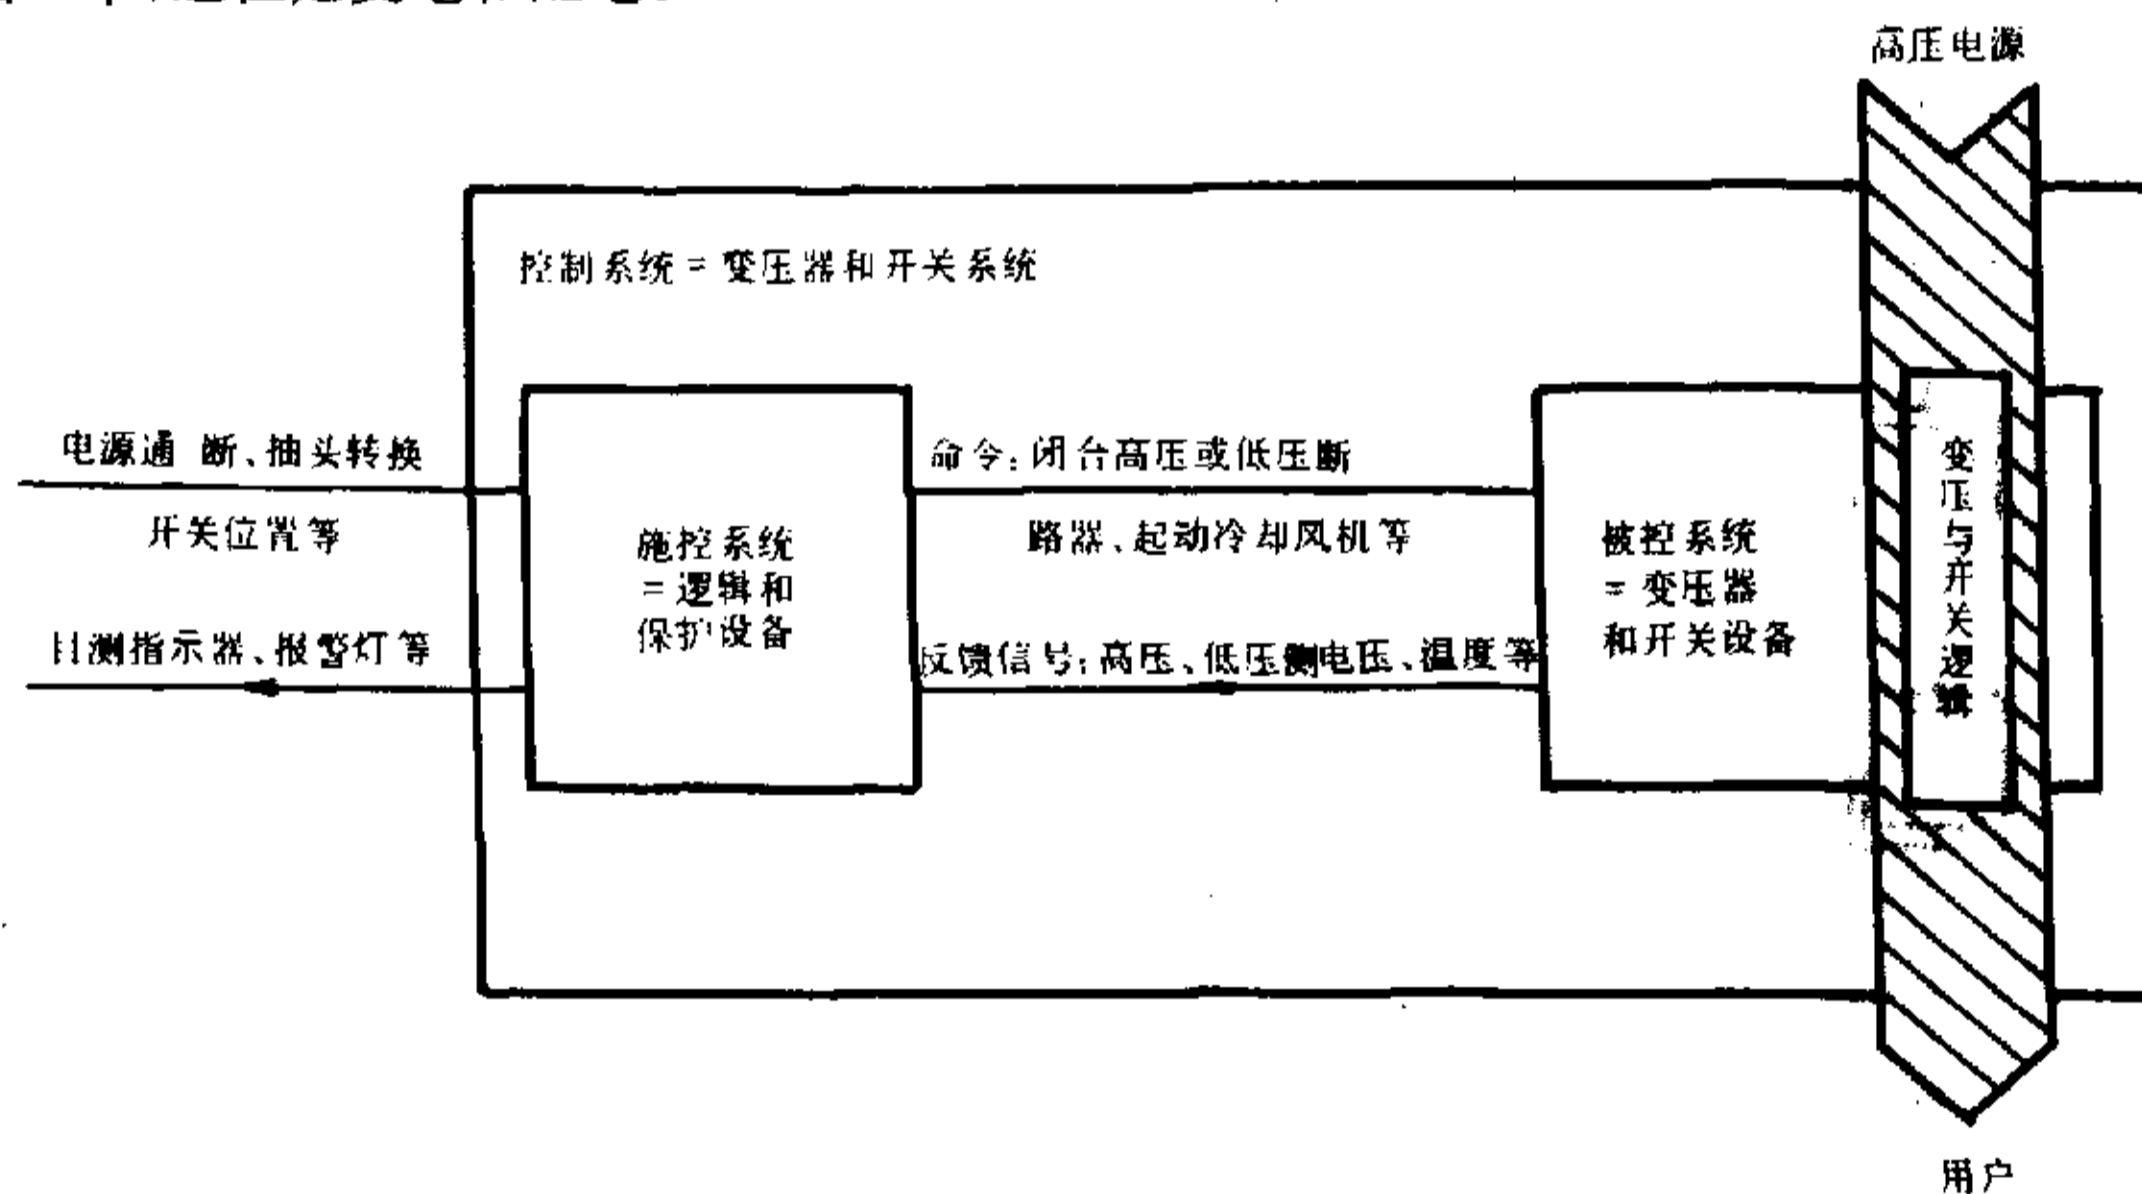 高压电源
控制系统=变压器和开关系统
电源通 断、抽头转换
开关位置等
目测指示器、报警灯等
施控系统
=逻辑和
保护设备
命令:闭台高压或低压断
路器、起动冷却风机等
反馈信号:高压、低压侧电压、温度等
被控系统
=变压器
和开关设备
变压与开关逻辑
用户